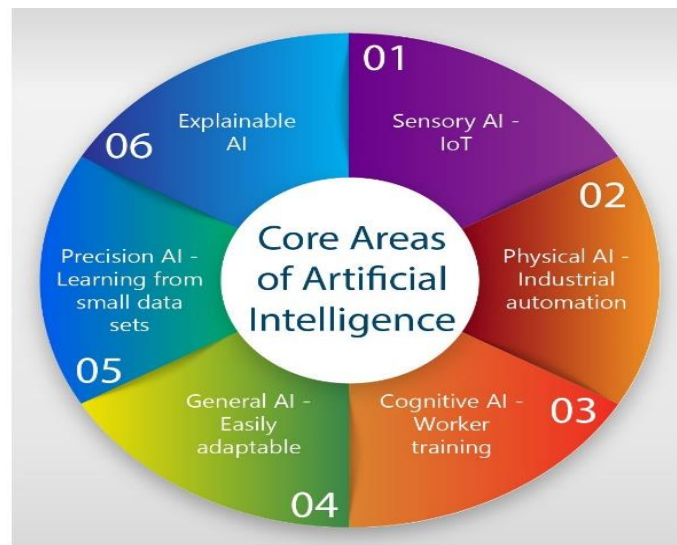 Core Areas
of Artificial
Intelligence
01
Sensory AI -
IoT
02
Physical AI -
Industrial
automation
03
Cognitive AI -
Worker
training
04
General AI -
Easily
adaptable
05
Precision AI -
Learning from
small data
sets
06
Explainable
AI